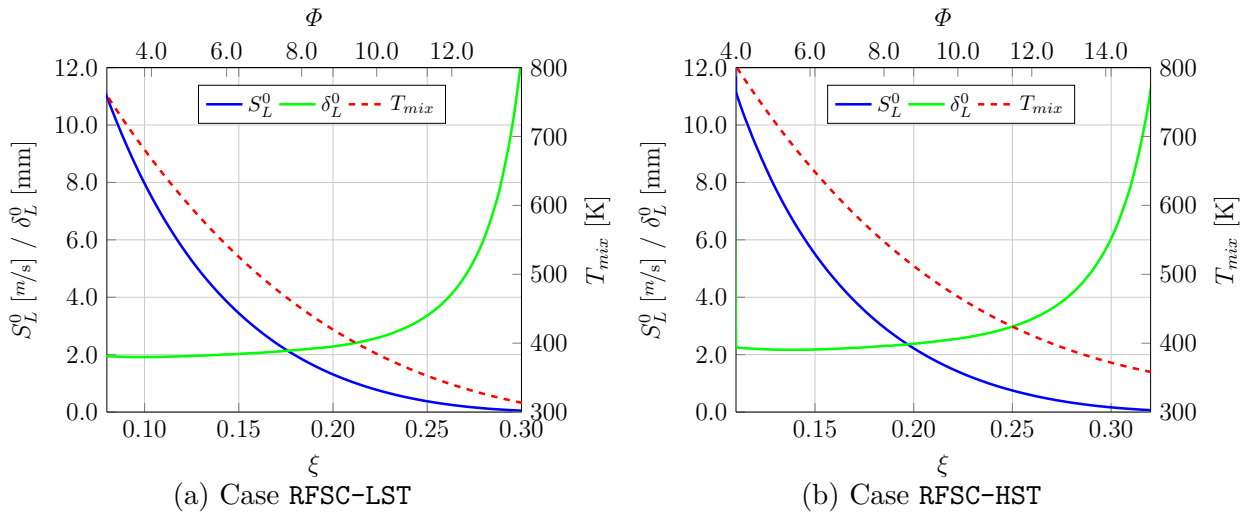 Φ
4.0 6.0 8.0 10.0 12.0
12.0
10.0
8.0
6.0
4.0
2.0
0.0
S_L^0 [m/s] / δ_L^0 [mm]
S_L^0 δ_L^0 T_mix
800
700
600
500
400
300
T_mix [K]
0.10 0.15 0.20 0.25 0.30
ξ
(a) Case RFSC-LST
Φ
4.0 6.0 8.0 10.0 12.0 14.0
12.0
10.0
8.0
6.0
4.0
2.0
0.0
S_L^0 [m/s] / δ_L^0 [mm]
S_L^0 δ_L^0 T_mix
800
700
600
500
400
300
T_mix [K]
0.15 0.20 0.25 0.30
ξ
(b) Case RFSC-HST